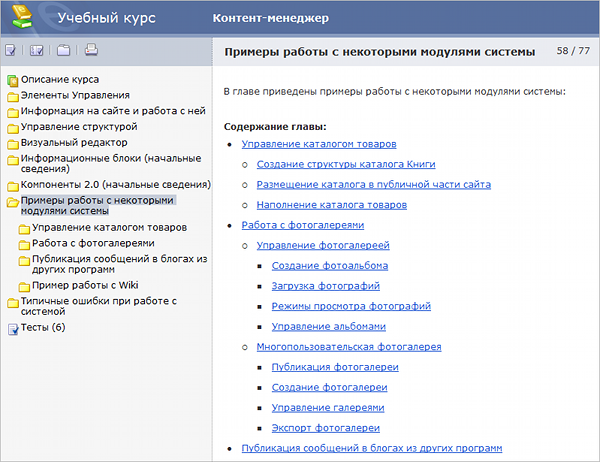 Учебный курс
Контент-менеджер
Описание курса
Элементы Управления
Информация на сайте и работа с ней
Управление структурой
Визуальный редактор
Информационные блоки (начальные
сведения)
Компоненты 2.0 (начальные сведения)
Примеры работы с некоторыми
модулями системы
Управление каталогом товаров
Работа с фотогалереями
Публикация сообщений в блогах из
других программ
Пример работы с Wiki
Типичные ошибки при работе с
системой
Тесты (6)
Примеры работы с некоторыми модулями системы 58 / 77
В главе приведены примеры работы с некоторыми модулями системы:
Содержание главы:
Управление каталогом товаров
Создание структуры каталога Книги
Размещение каталога в публичной части сайта
Наполнение каталога товаров
Работа с фотогалереями
Управление фотогалереей
Создание фотоальбома
Загрузка фотографий
Режимы просмотра фотографий
Управление альбомами
Многопользовательская фотогалерея
Публикация фотогалереи
Создание фотогалереи
Управление галереями
Экспорт фотогалереи
Публикация сообщений в блогах из других программ